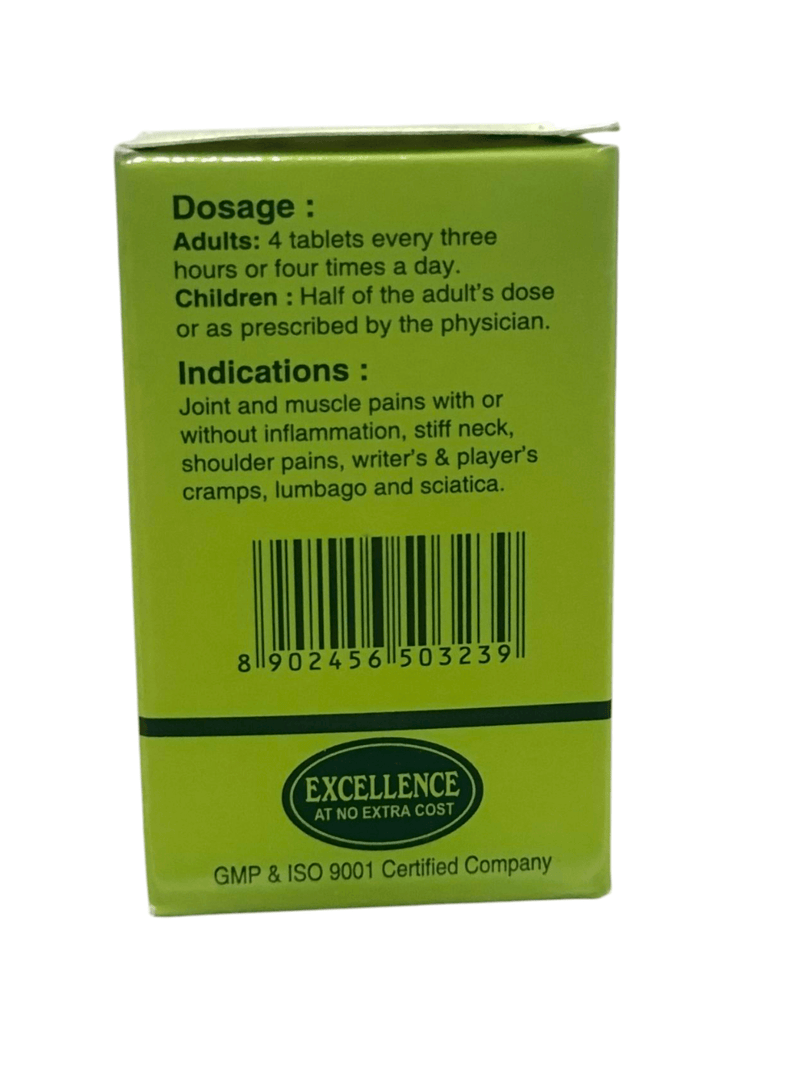 Dosage :
Adults: 4 tablets every three
hours or four times a day.
Children : Half of the adult's dose
or as prescribed by the physician.
Indications :
Joint and muscle pains with or
without inflammation, stiff neck,
shoulder pains, writer's & player's
cramps, lumbago and sciatica.
8 902456 503239
EXCELLENCE
AT NO EXTRA COST
GMP & ISO 9001 Certified Company